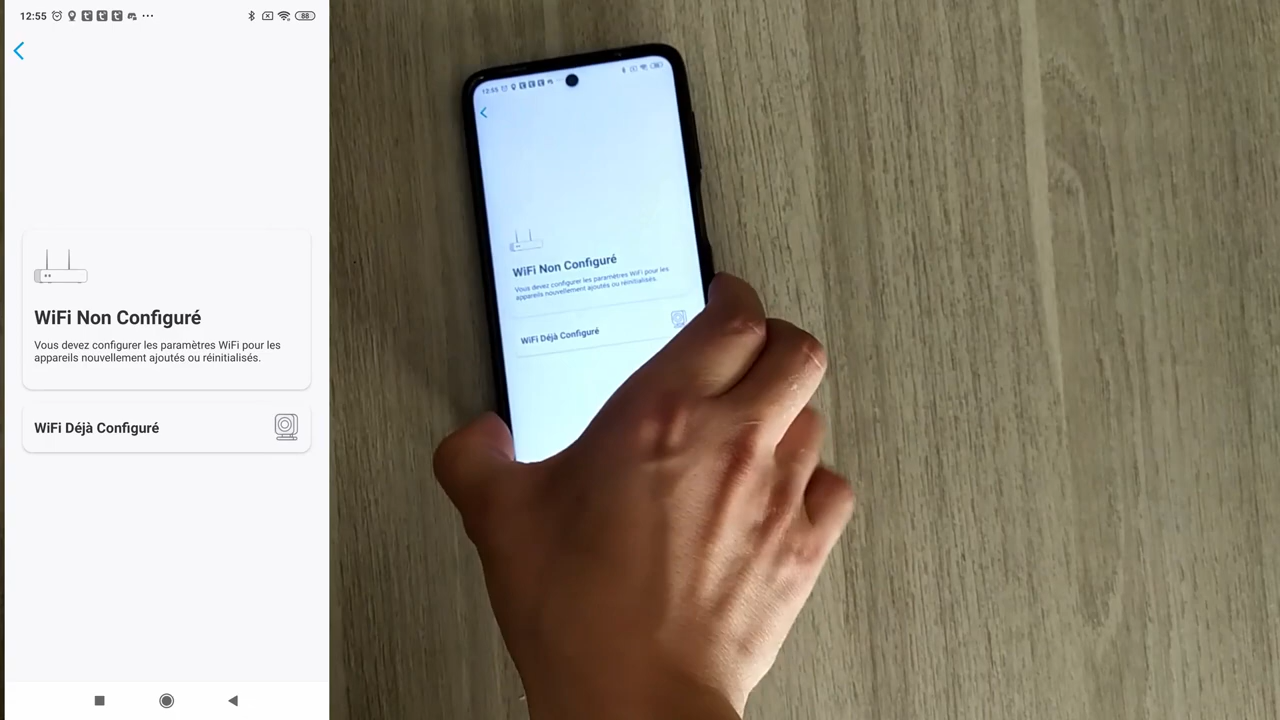 12:55
88
WiFi Non Configuré
Vous devez configurer les paramètres WiFi pour les
appareils nouvellement ajoutés ou réinitialisés.
WiFi Déjà Configuré
12:55
WiFi Non Configuré
Vous devez configurer les paramètres WiFi pour les
appareils nouvellement ajoutés ou réinitialisés.
WiFi Déjà Configuré